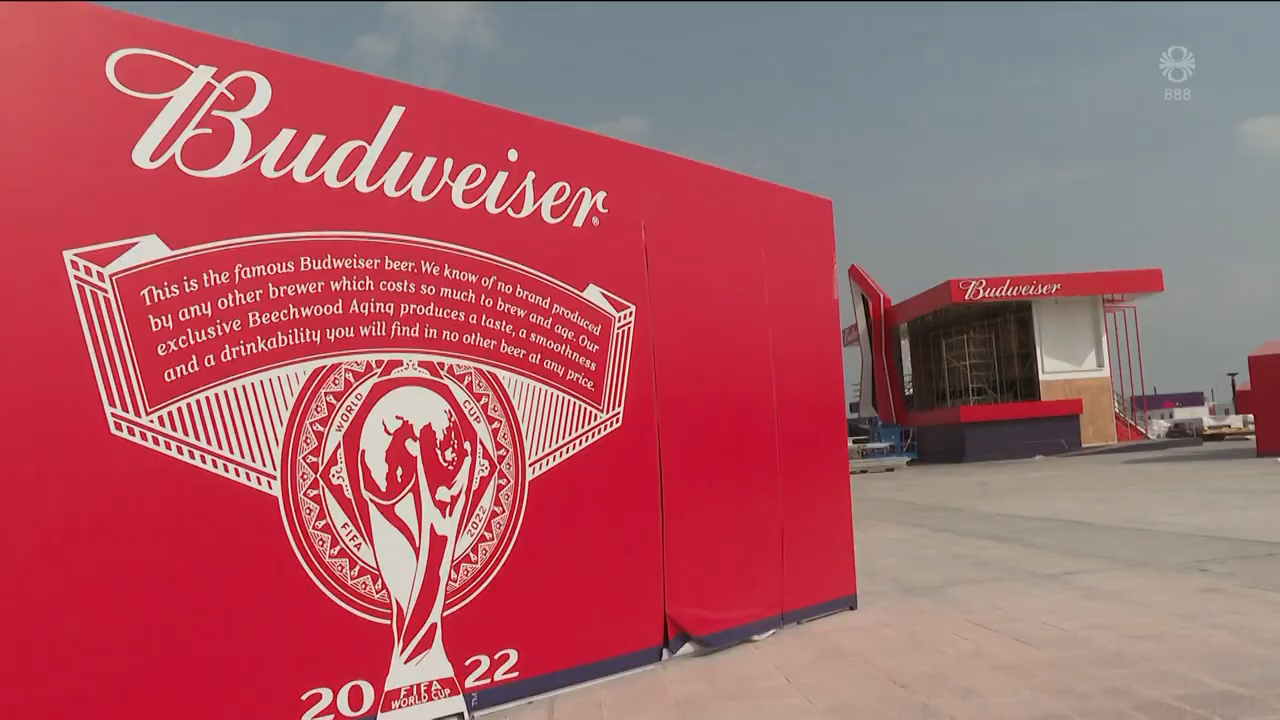 Budweiser®
888
This is the famous Budweiser beer. We know of no brand produced
by any other brewer which costs so much to brew and age. Our
exclusive Beechwood Aging produces a taste, a smoothness
and a drinkability you will find in no other beer at any price.
Budweiser
WORLD CUP
FIFA 2022
2022
FIFA
WORLD CUP
TM